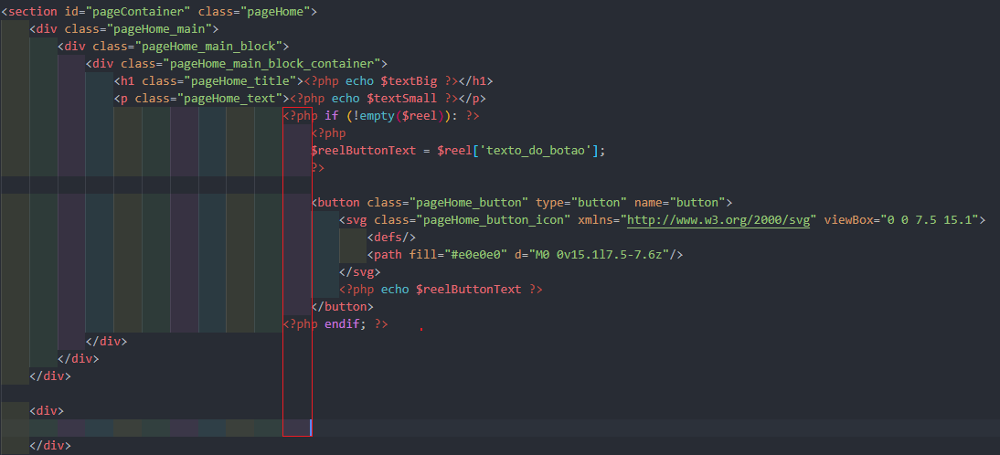 <section id="pageContainer" class="pageHome">
<div class="pageHome_main">
<div class="pageHome_main_block">
<div class="pageHome_main_block_container">
<h1 class="pageHome_title"><?php echo $textBig ?></h1>
<p class="pageHome_text"><?php echo $textSmall ?></p>
<?php if (!empty($reel)): ?>
<?php
$reelButtonText = $reel['texto_do_botao'];
?>
<button class="pageHome_button" type="button" name="button">
<svg class="pageHome_button_icon" xmlns="http://www.w3.org/2000/svg" viewBox="0 0 7.5 15.1">
<defs/>
<path fill="#e0e0e0" d="M0 0v15.1l7.5-7.6z"/>
</svg>
<?php echo $reelButtonText ?>
</button>
<?php endif; ?>
</div>
</div>
</div>
<div>
</div>